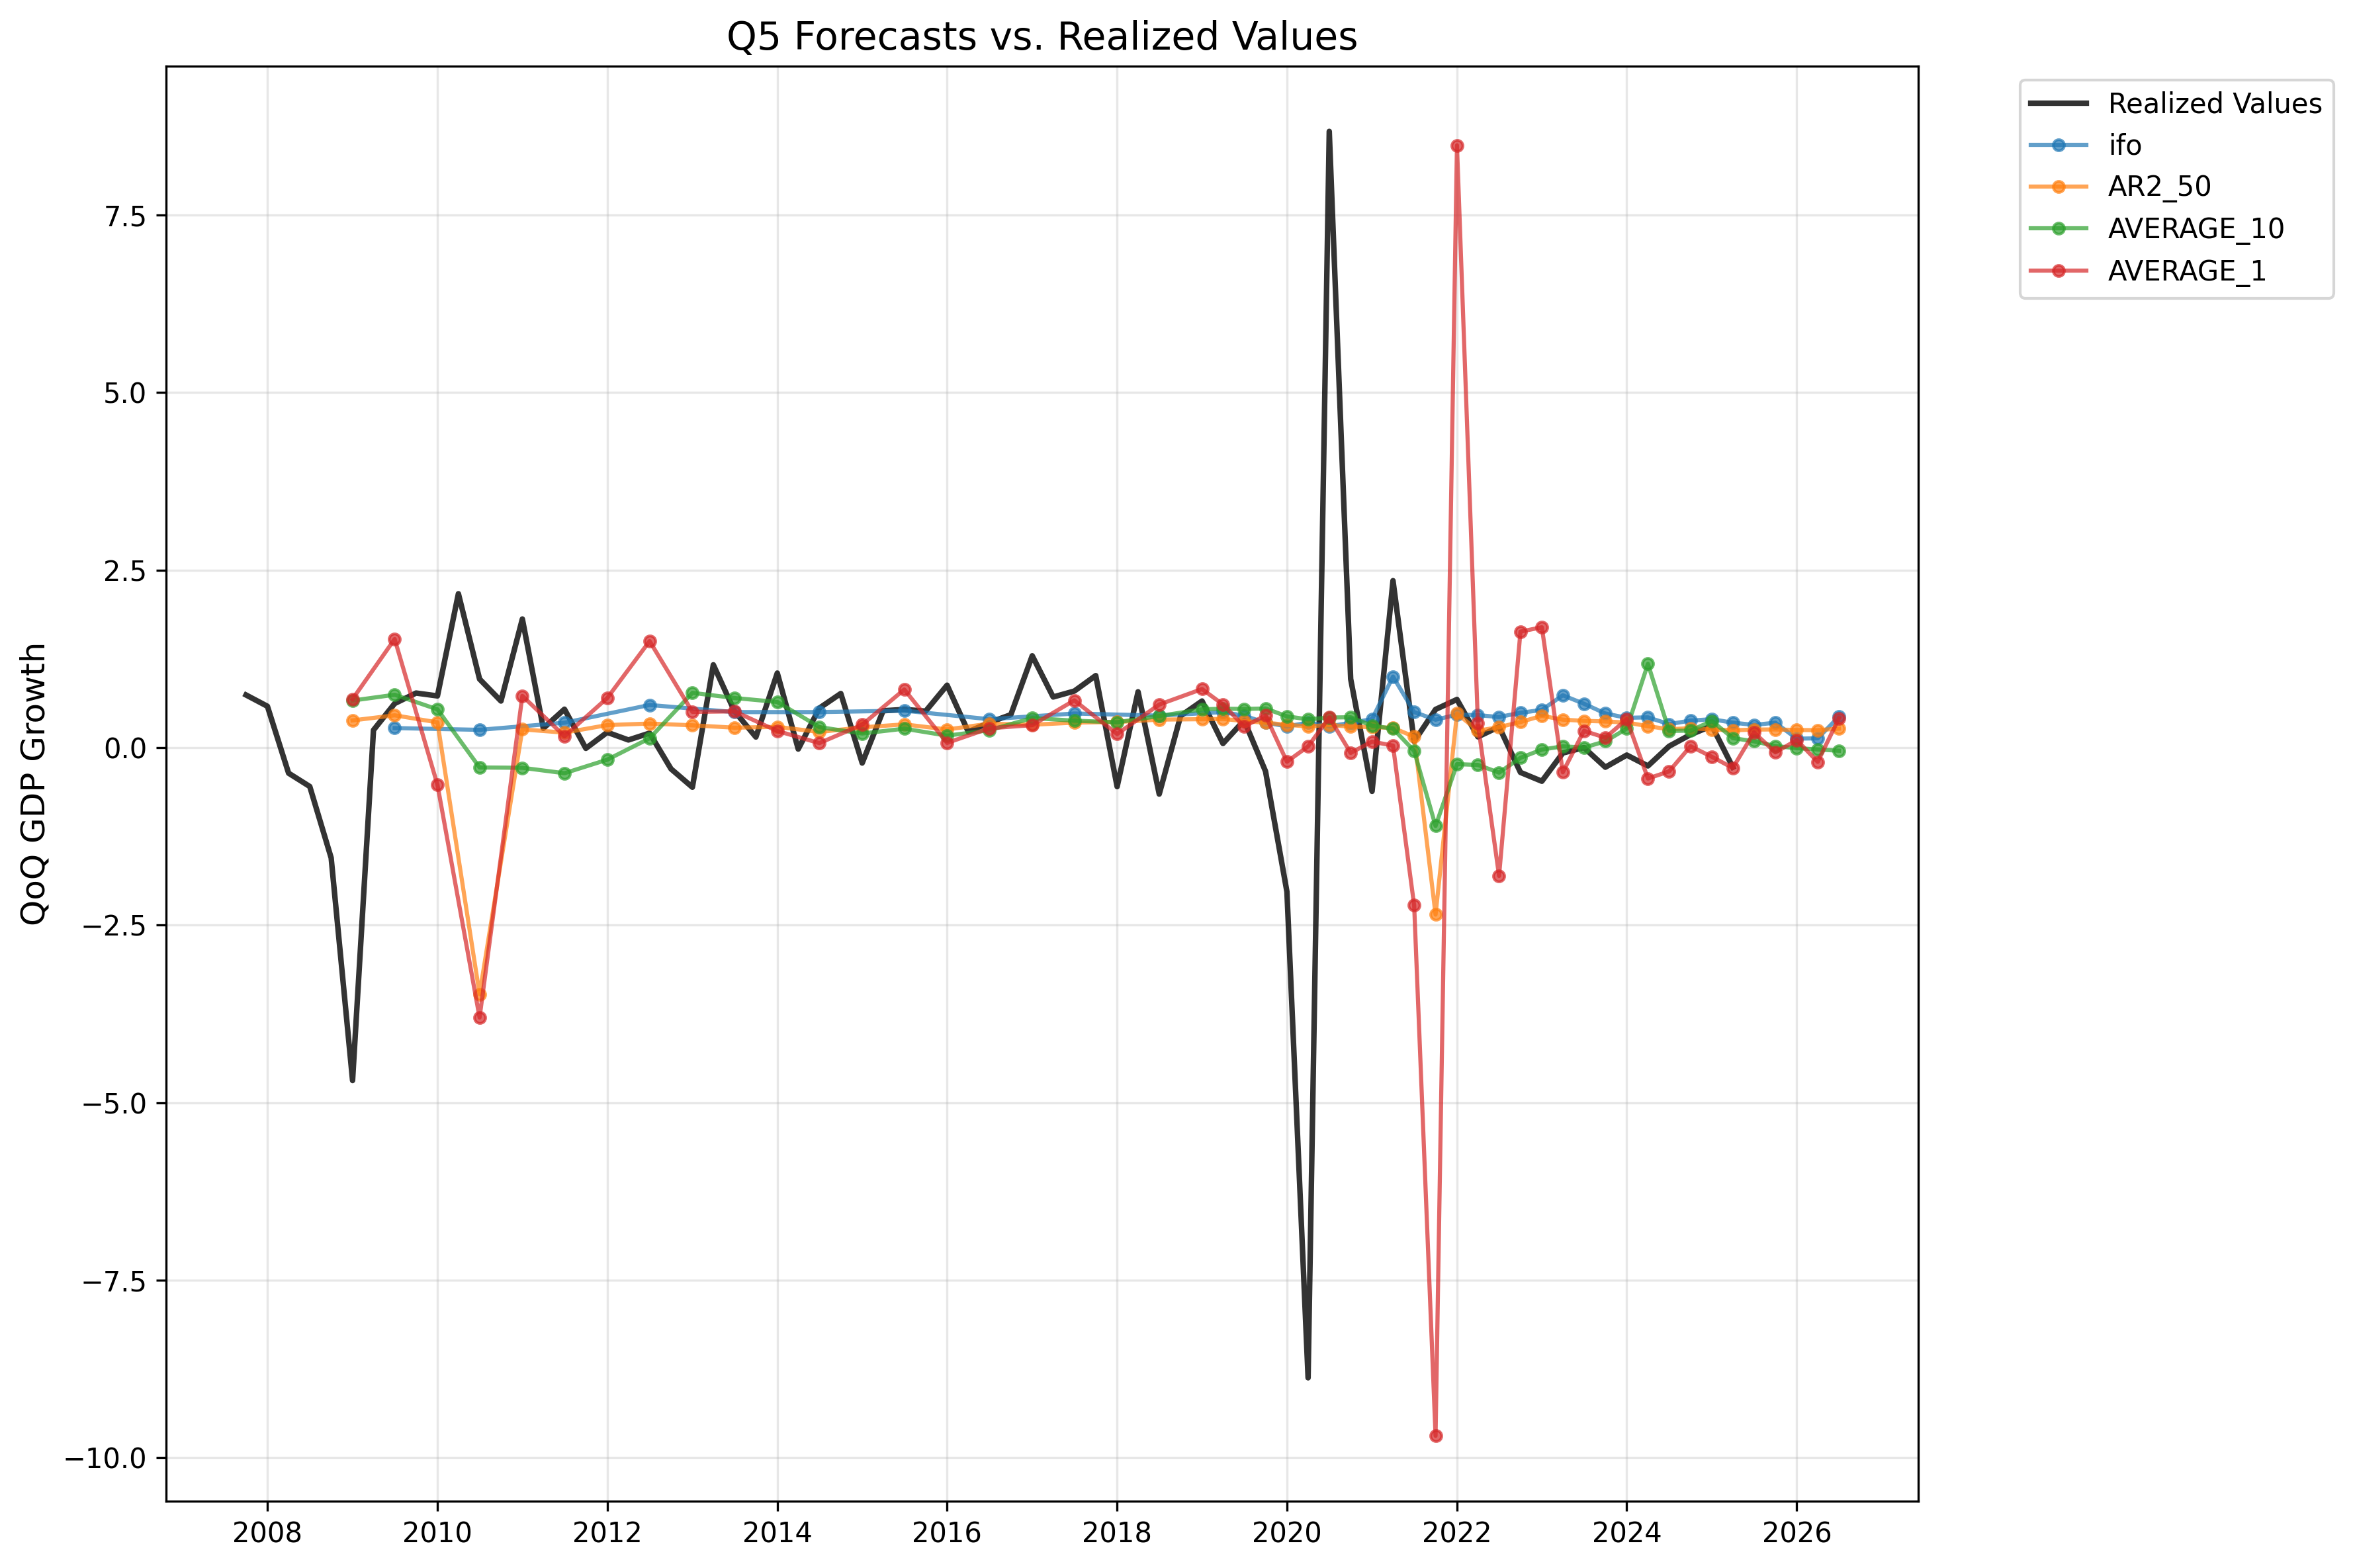 Q5 Forecasts vs. Realized Values
Realized Values
ifo
AR2_50
AVERAGE_10
AVERAGE_1
QoQ GDP Growth
7.5
5.0
2.5
0.0
−2.5
−5.0
−7.5
−10.0
2008 2010 2012 2014 2016 2018 2020 2022 2024 2026